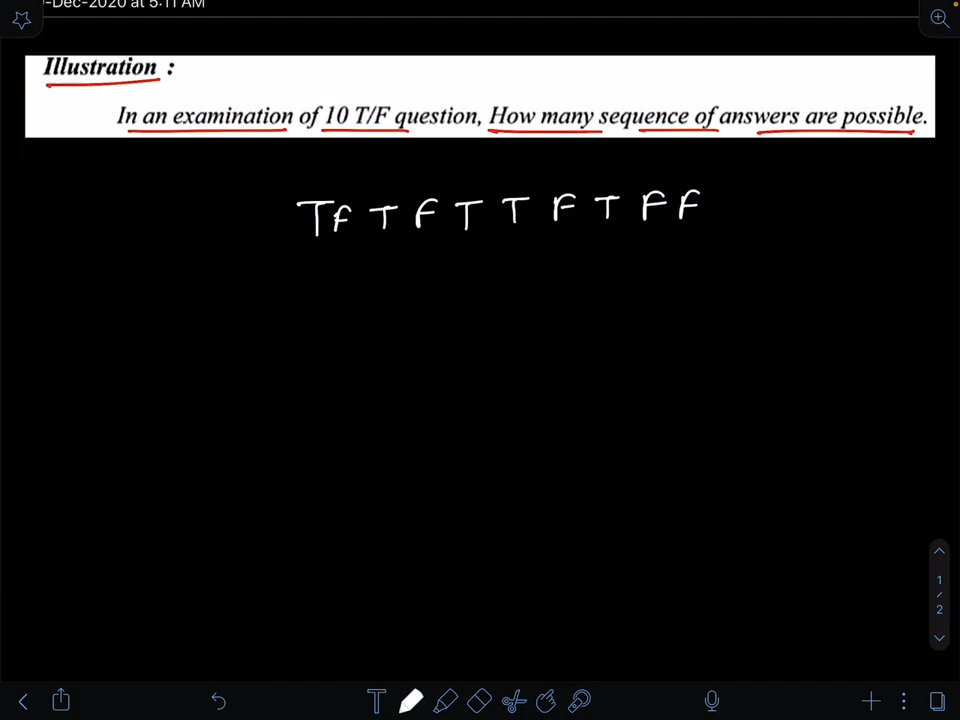 -Dec-2020 at 5:11 AM
Illustration :
In an examination of 10 T/F question, How many sequence of answers are possible.
T F T F T T F T F F
1
/
2
T